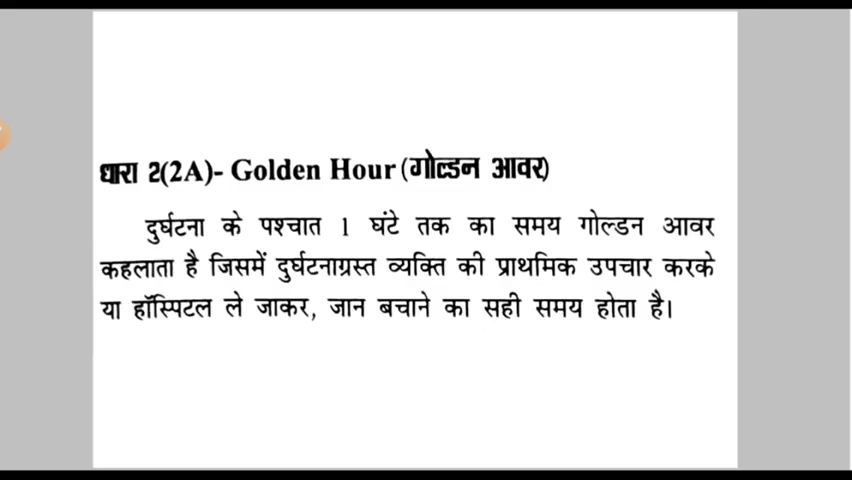 धारा 2(2A)- Golden Hour (गोल्डन आवर)
दुर्घटना के पश्चात 1 घंटे तक का समय गोल्डन आवर
कहलाता है जिसमें दुर्घटनाग्रस्त व्यक्ति की प्राथमिक उपचार करके
या हॉस्पिटल ले जाकर, जान बचाने का सही समय होता है।